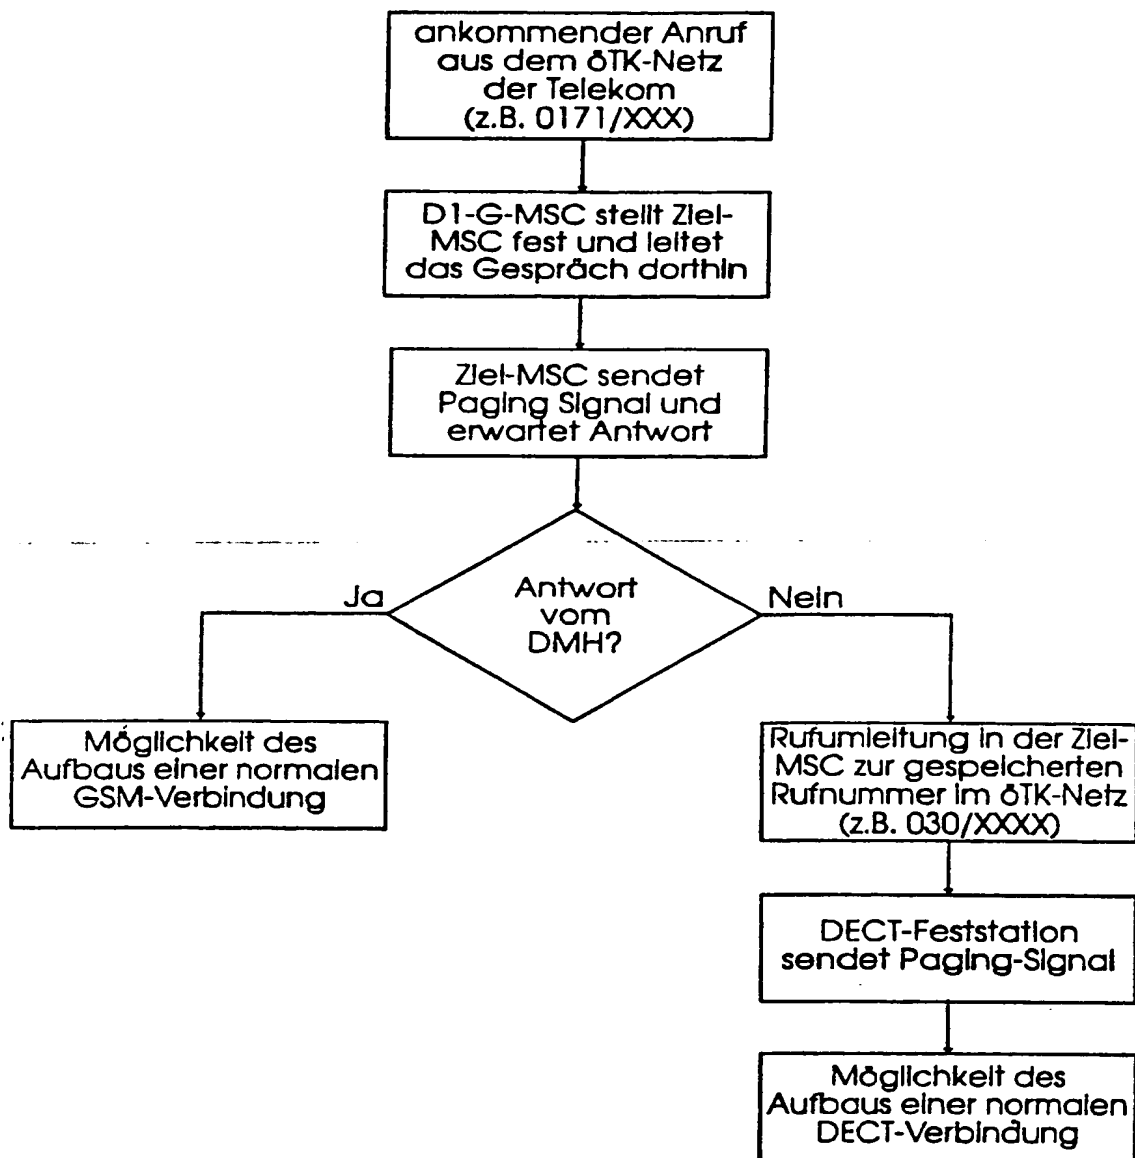 ankommender Anruf
aus dem öTK-Netz
der Telekom
(z.B. 0171/XXX)
D1-G-MSC stellt Ziel-
MSC fest und leitet
das Gespräch dorthin
Ziel-MSC sendet
Paging Signal und
erwartet Antwort
Ja
Antwort
vom
DMH?
Nein
Möglichkeit des
Aufbaus einer normalen
GSM-Verbindung
Rufumleitung in der Ziel-
MSC zur gespeicherten
Rufnummer im öTK-Netz
(z.B. 030/XXXX)
DECT-Feststation
sendet Paging-Signal
Möglichkeit des
Aufbaus einer normalen
DECT-Verbindung